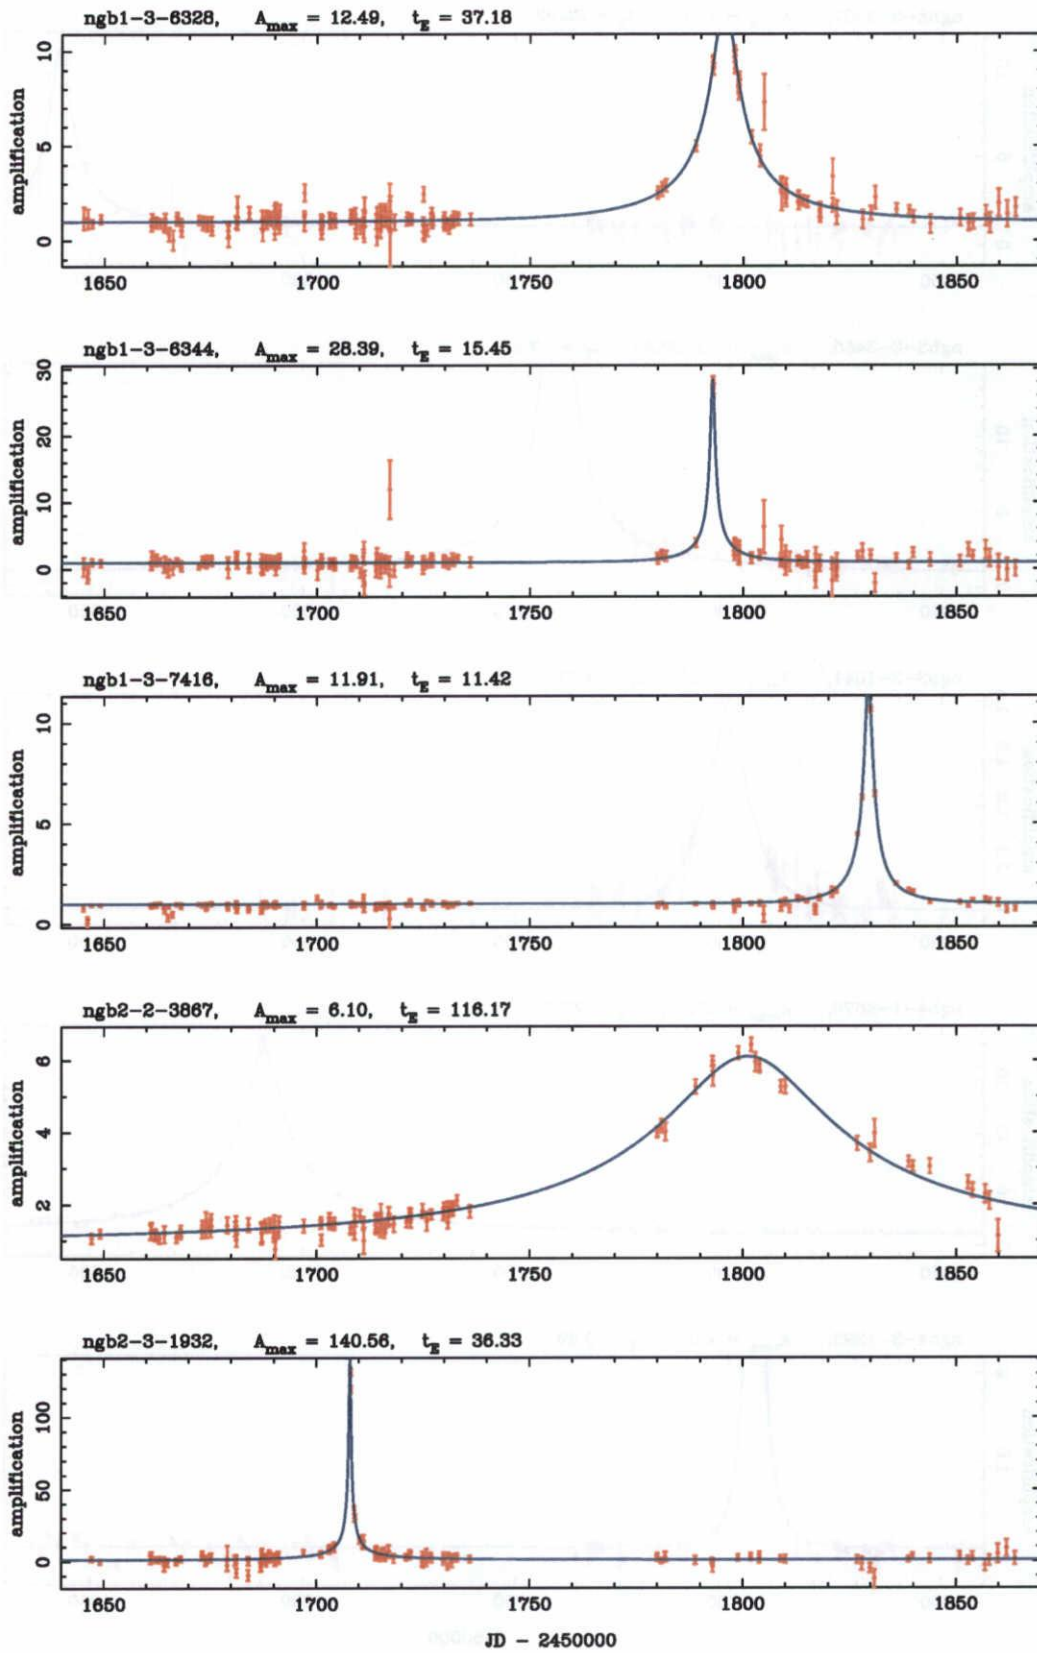 ngb1-3-6328, Amax = 12.49, tE = 37.18
amplification
10
5
0
1650 1700 1750 1800 1850
ngb1-3-6344, Amax = 28.39, tE = 15.45
amplification
30
20
10
0
1650 1700 1750 1800 1850
ngb1-3-7416, Amax = 11.91, tE = 11.42
amplification
10
5
0
1650 1700 1750 1800 1850
ngb2-2-3867, Amax = 6.10, tE = 116.17
amplification
6
4
2
1650 1700 1750 1800 1850
ngb2-3-1932, Amax = 140.56, tE = 36.33
amplification
100
50
0
1650 1700 1750 1800 1850
JD - 2450000